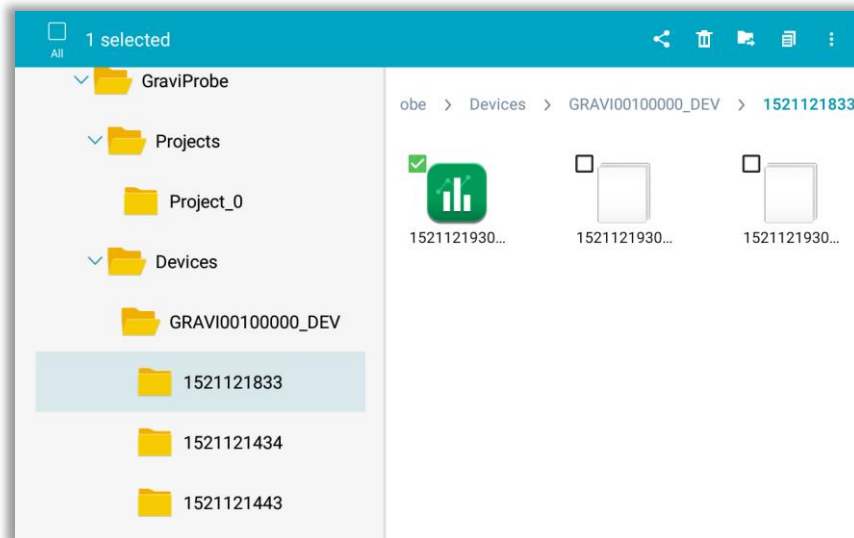 1 selected
All
GraviProbe
Projects
Project_0
Devices
GRAVI00100000_DEV
1521121833
1521121434
1521121443
obe > Devices > GRAVI00100000_DEV > 1521121833
1521121930...
1521121930...
1521121930...